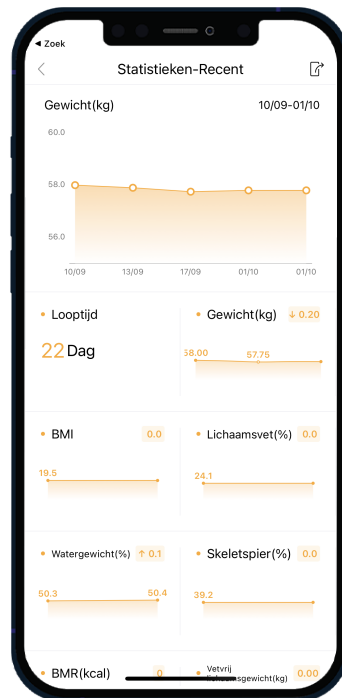 ◀ Zoek
Statistieken-Recent
Gewicht(kg) 10/09-01/10
60.0
58.0
56.0
10/09 13/09 17/09 01/10 01/10
Looptijd
22 Dag
Gewicht(kg) ↓ 0.20
58.00 57.75
BMI 0.0
19.5
Lichaamsvet(%) 0.0
24.1
Watergewicht(%) ↑ 0.1
50.3 50.4
Skeletspier(%) 0.0
39.2
BMR(kcal) 0
Vetvrij
lichaamsgewicht(kg) 0.00